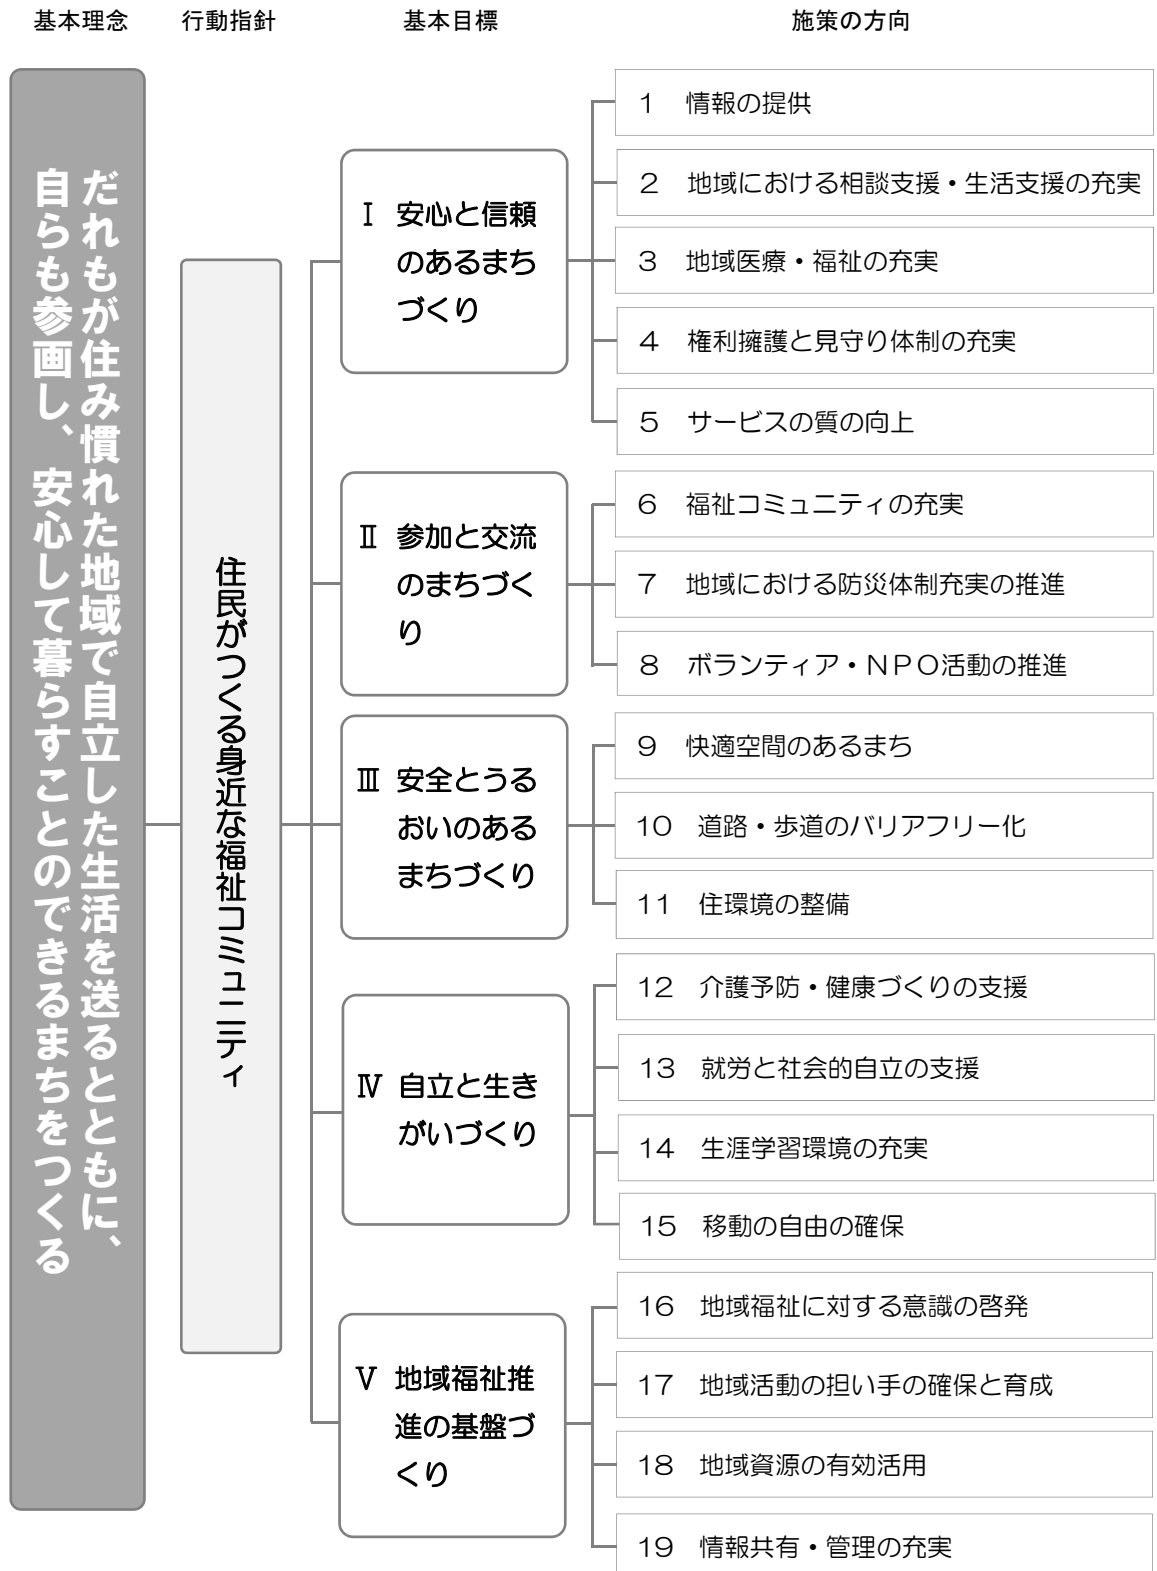 基本理念 行動指針 基本目標 施策の方向
だれもが住み慣れた地域で自立した生活を送るとともに、
自らも参画し、安心して暮らすことのできるまちをつくる
住民がつくる身近な福祉コミュニティ
Ⅰ 安心と信頼
のあるまち
づくり
1 情報の提供
2 地域における相談支援・生活支援の充実
3 地域医療・福祉の充実
4 権利擁護と見守り体制の充実
5 サービスの質の向上
Ⅱ 参加と交流
のまちづく
り
6 福祉コミュニティの充実
7 地域における防災体制充実の推進
8 ボランティア・NPO活動の推進
Ⅲ 安全とうる
おいのある
まちづくり
9 快適空間のあるまち
10 道路・歩道のバリアフリー化
11 住環境の整備
Ⅳ 自立と生き
がいづくり
12 介護予防・健康づくりの支援
13 就労と社会的自立の支援
14 生涯学習環境の充実
15 移動の自由の確保
Ⅴ 地域福祉推
進の基盤づ
くり
16 地域福祉に対する意識の啓発
17 地域活動の担い手の確保と育成
18 地域資源の有効活用
19 情報共有・管理の充実